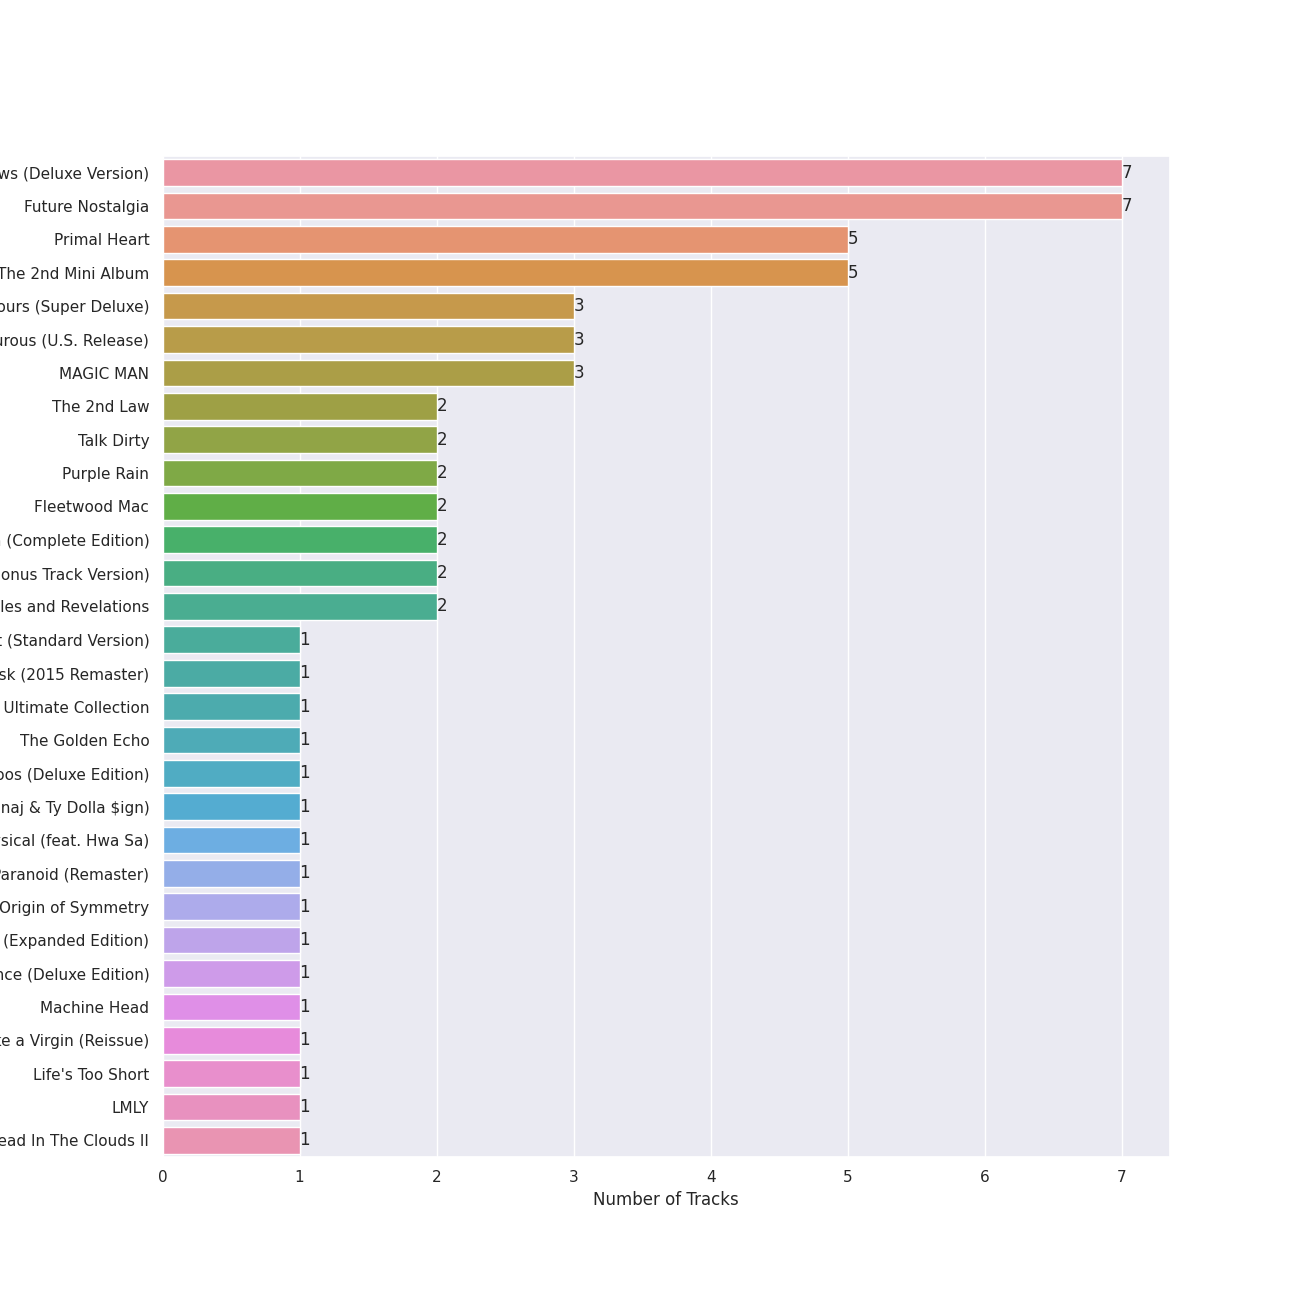 ws (Deluxe Version) 7
Future Nostalgia 7
Primal Heart 5
The 2nd Mini Album 5
ours (Super Deluxe) 3
urous (U.S. Release) 3
MAGIC MAN 3
The 2nd Law 2
Talk Dirty 2
Purple Rain 2
Fleetwood Mac 2
(Complete Edition) 2
onus Track Version) 2
les and Revelations 2
t (Standard Version) 1
sk (2015 Remaster) 1
Ultimate Collection 1
The Golden Echo 1
oos (Deluxe Edition) 1
naj & Ty Dolla $ign) 1
sical (feat. Hwa Sa) 1
Paranoid (Remaster) 1
Origin of Symmetry 1
(Expanded Edition) 1
nce (Deluxe Edition) 1
Machine Head 1
ke a Virgin (Reissue) 1
Life's Too Short 1
LMLY 1
ead In The Clouds II 1
0 1 2 3 4 5 6 7
Number of Tracks